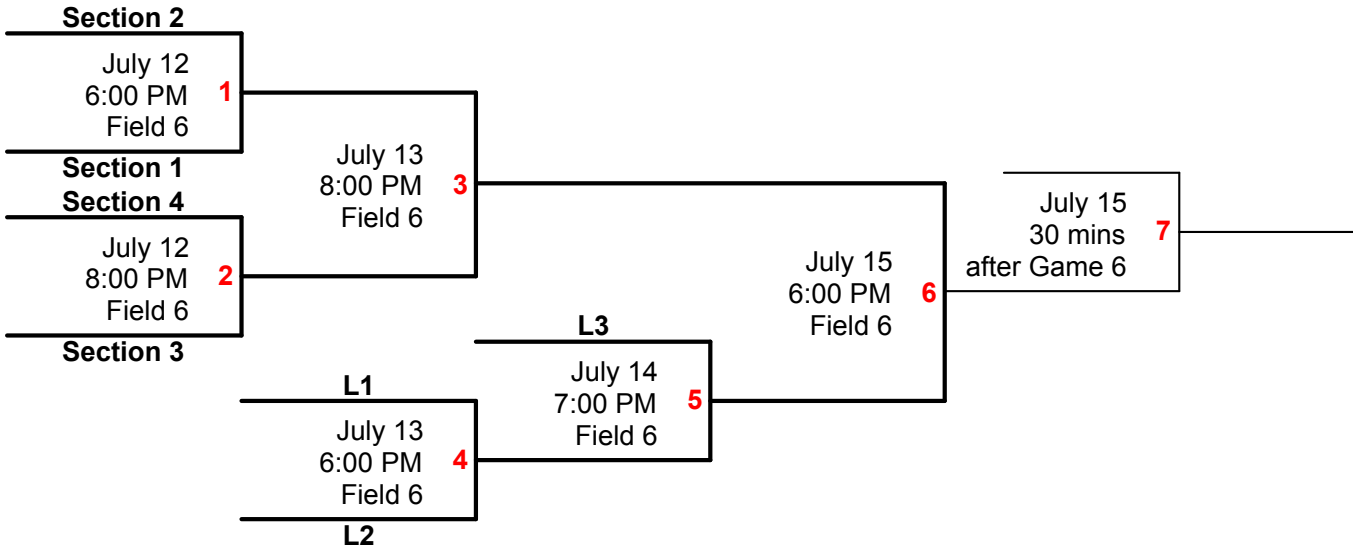 Section 2
July 12
6:00 PM 1
Field 6
Section 1
Section 4
July 12
8:00 PM 2
Field 6
Section 3
July 13
8:00 PM 3
Field 6
L1
July 13
6:00 PM 4
Field 6
L2
L3
July 14
7:00 PM 5
Field 6
July 15
6:00 PM 6
Field 6
July 15
30 mins 7
after Game 6